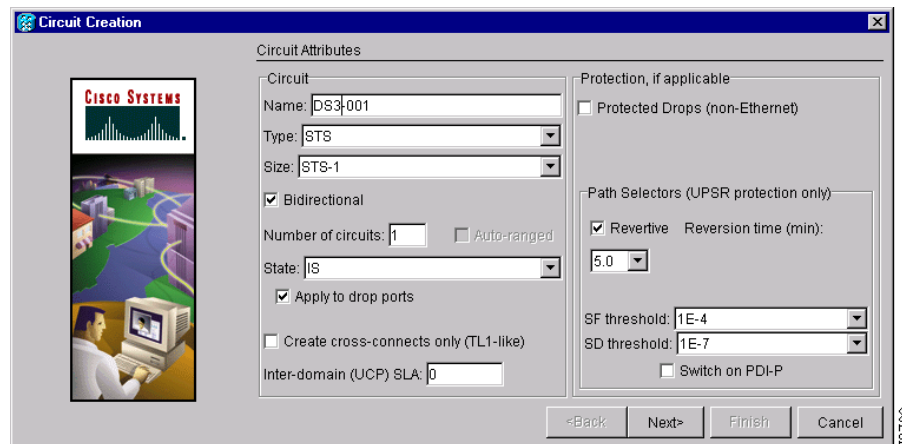 Circuit Creation
Circuit Attributes
CISCO SYSTEMS
Circuit
Name: DS3-001
Type: STS
Size: STS-1
Bidirectional
Number of circuits: 1
Auto-ranged
State: IS
Apply to drop ports
Create cross-connects only (TL1-like)
Inter-domain (UCP) SLA: 0
Protection, if applicable
Protected Drops (non-Ethernet)
Path Selectors (UPSR protection only)
Revertive Reversion time (min):
5.0
SF threshold: 1E-4
SD threshold: 1E-7
Switch on PDI-P
<Back
Next>
Finish
Cancel